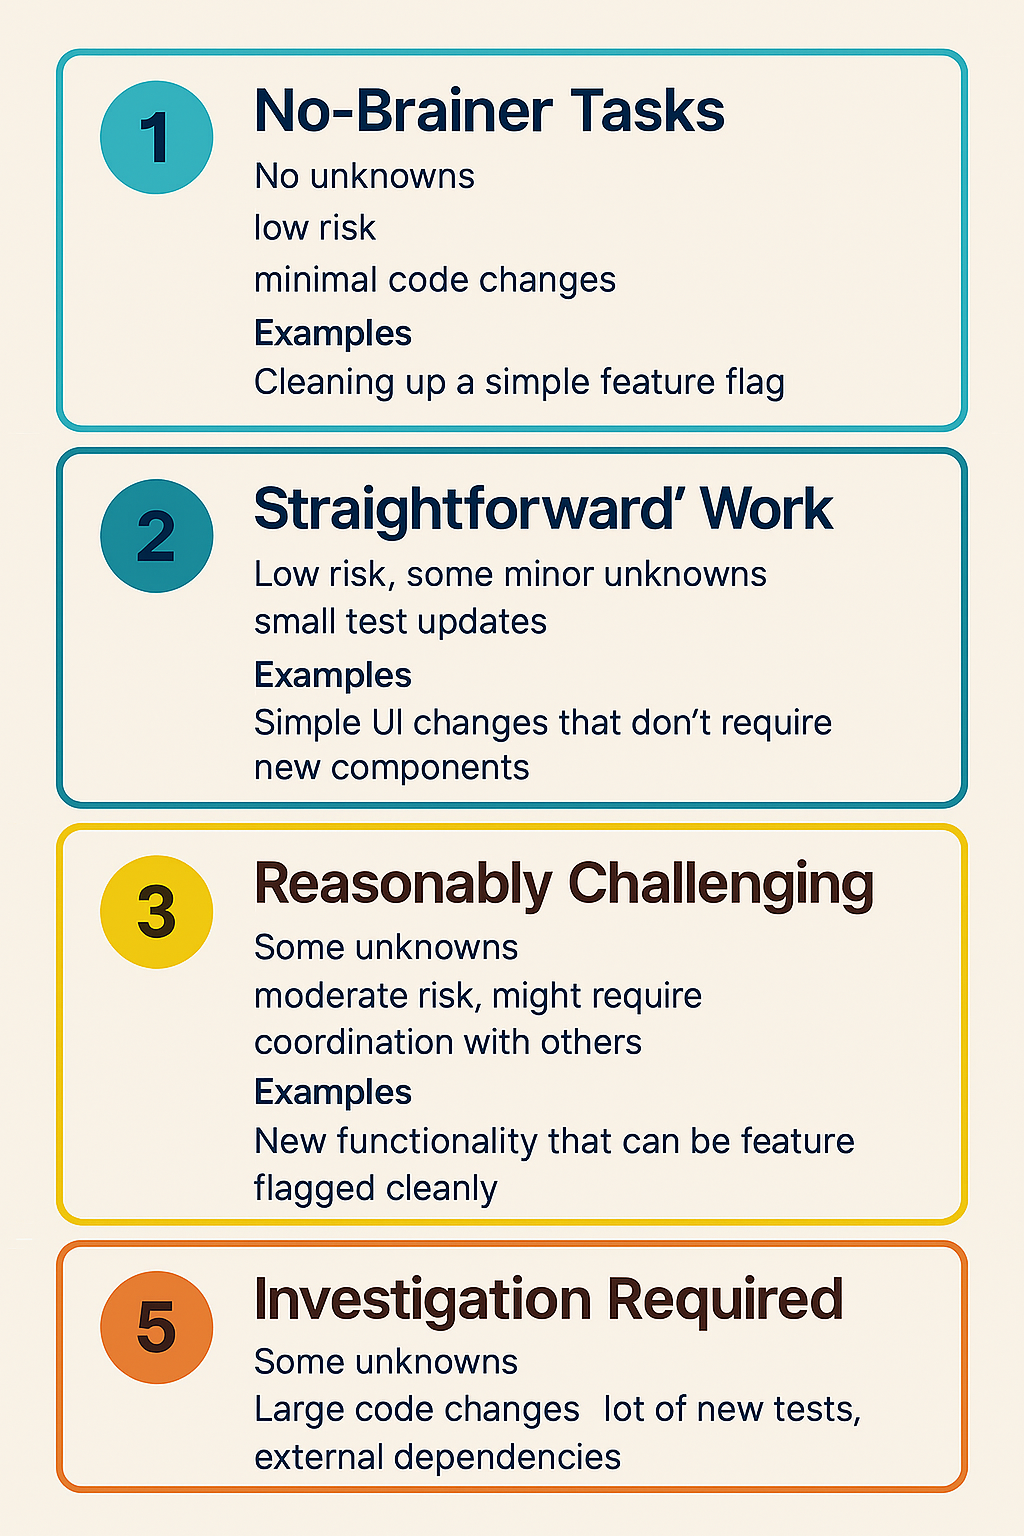 1
No-Brainer Tasks
No unknowns
low risk
minimal code changes
Examples
Cleaning up a simple feature flag
2
Straightforward’ Work
Low risk, some minor unknowns
small test updates
Examples
Simple UI changes that don’t require
new components
3
Reasonably Challenging
Some unknowns
moderate risk, might require
coordination with others
Examples
New functionality that can be feature
flagged cleanly
5
Investigation Required
Some unknowns
Large code changes lot of new tests,
external dependencies